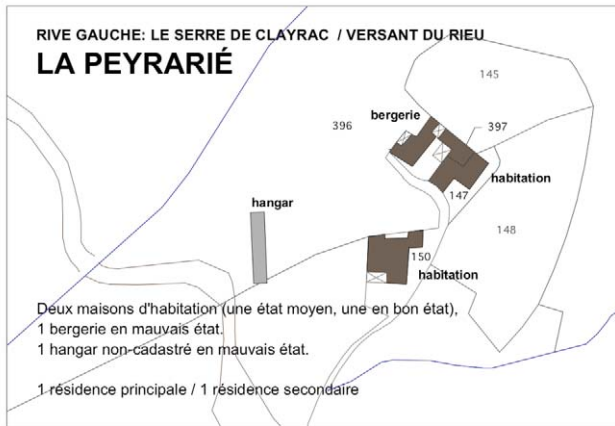 RIVE GAUCHE: LE SERRE DE CLAYRAC / VERSANT DU RIEU
LA PEYRARIÉ
145
396
bergerie
397
habitation
147
hangar
148
150
habitation
Deux maisons d'habitation (une état moyen, une en bon état),
1 bergerie en mauvais état.
1 hangar non-cadastré en mauvais état.
1 résidence principale / 1 résidence secondaire